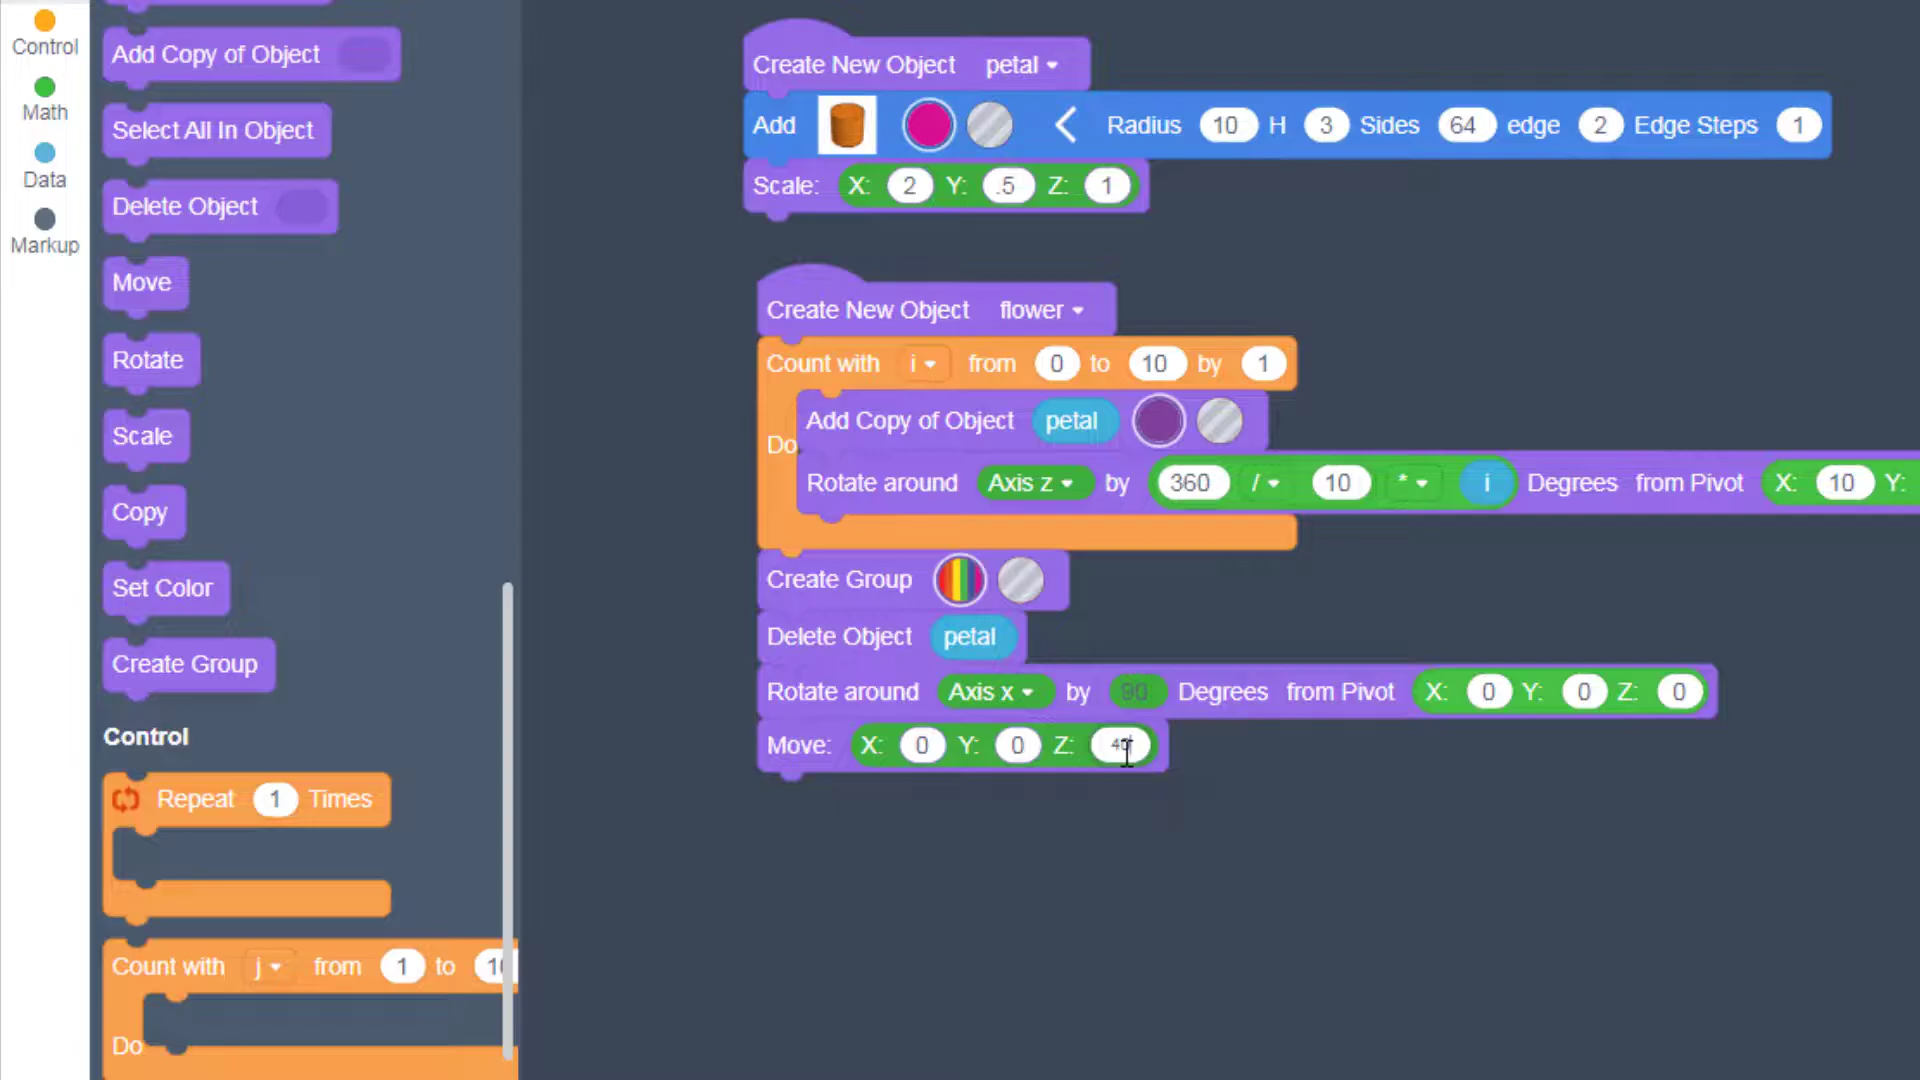 Control
Math
Data
Markup
Add Copy of Object
Select All In Object
Delete Object
Move
Rotate
Scale
Copy
Set Color
Create Group
Control
Repeat 1 Times
Count with j from 1 to 10
Do
Create New Object petal
Add Radius 10 H 3 Sides 64 edge 2 Edge Steps 1
Scale: X: 2 Y: .5 Z: 1
Create New Object flower
Count with i from 0 to 10 by 1
Do
Add Copy of Object petal
Rotate around Axis z by 360 / 10 * i Degrees from Pivot X: 10 Y:
Create Group
Delete Object petal
Rotate around Axis x by 90 Degrees from Pivot X: 0 Y: 0 Z: 0
Move: X: 0 Y: 0 Z: 40